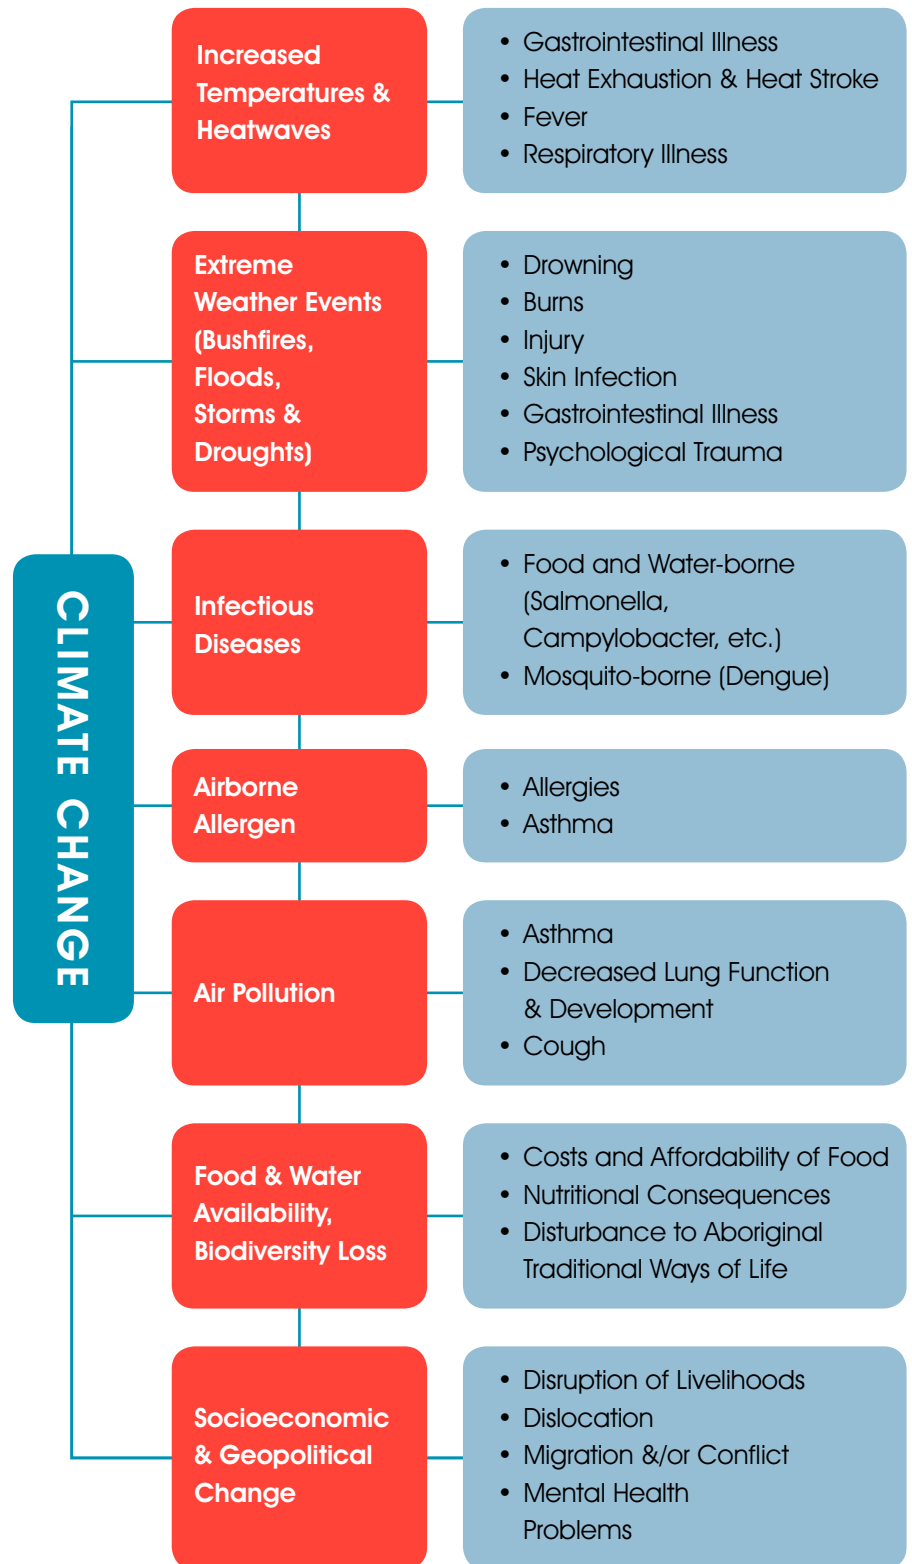 Increased
Temperatures &
Heatwaves
• Gastrointestinal Illness
• Heat Exhaustion & Heat Stroke
• Fever
• Respiratory Illness
Extreme
Weather Events
(Bushfires,
Floods,
Storms &
Droughts)
• Drowning
• Burns
• Injury
• Skin Infection
• Gastrointestinal Illness
• Psychological Trauma
CLIMATE CHANGE
Infectious
Diseases
• Food and Water-borne
(Salmonella,
Campylobacter, etc.)
• Mosquito-borne (Dengue)
Airborne
Allergen
• Allergies
• Asthma
Air Pollution
• Asthma
• Decreased Lung Function
& Development
• Cough
Food & Water
Availability,
Biodiversity Loss
• Costs and Affordability of Food
• Nutritional Consequences
• Disturbance to Aboriginal
Traditional Ways of Life
Socioeconomic
& Geopolitical
Change
• Disruption of Livelihoods
• Dislocation
• Migration &/or Conflict
• Mental Health
Problems